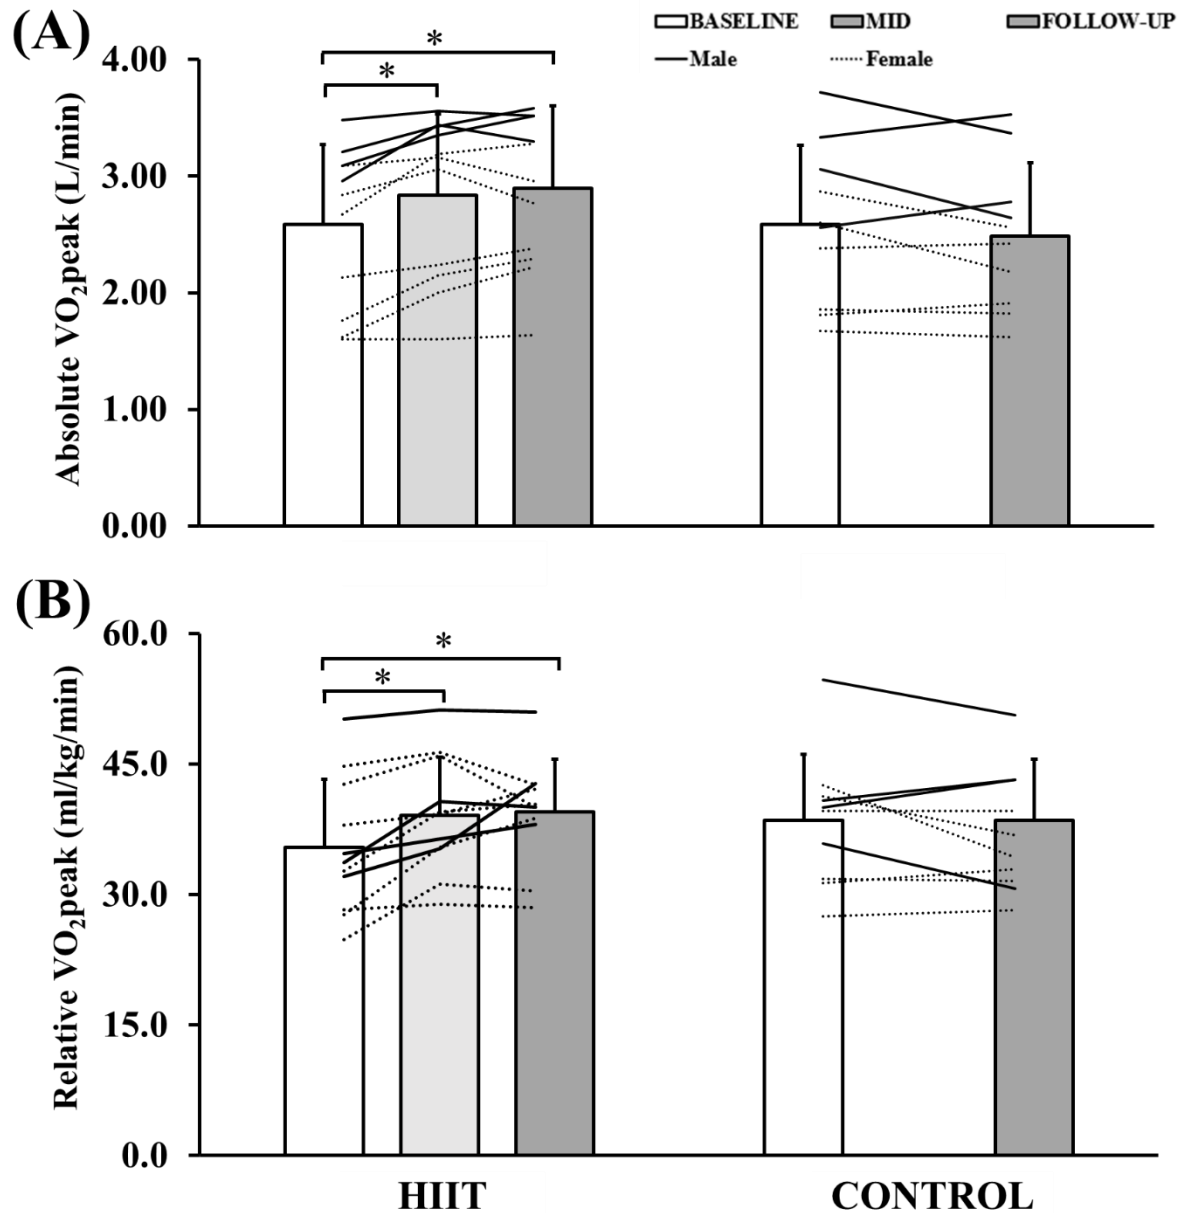 (A)
BASELINE MID FOLLOW-UP
Male Female
* 
*
4.00
3.00
2.00
1.00
0.00
Absolute VO₂peak (L/min)
(B)
*
*
60.0
45.0
30.0
15.0
0.0
Relative VO₂peak (ml/kg/min)
HIIT CONTROL